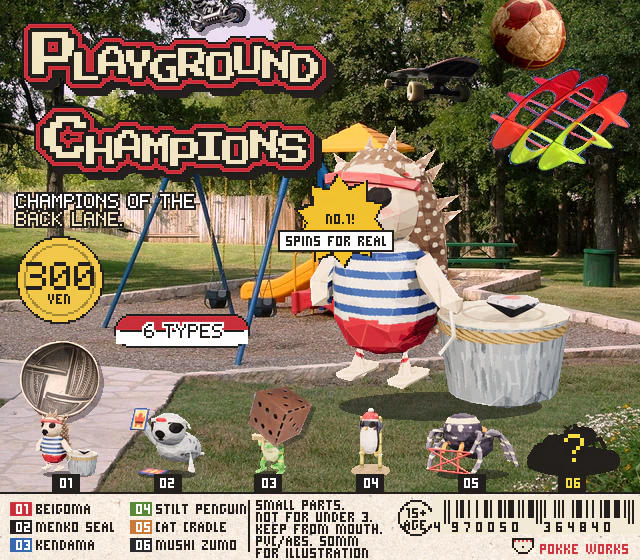 PLAYGROUND
CHAMPIONS
CHAMPIONS OF THE
BACK LANE
300
YEN
NO.1!
SPINS FOR REAL
6 TYPES
?
01
02
03
04
05
06
01 BEIGOMA
02 MENKO SEAL
03 KENDAMA
04 STILT PENGUIN
05 CAT CRADLE
06 MUSHI ZUMO
SMALL PARTS.
NOT FOR UNDER 3.
KEEP FROM MOUTH.
PVC/ABS. 50MM
FOR ILLUSTRATION
15+
AGE
4 970050 364840
POKKE WORKS